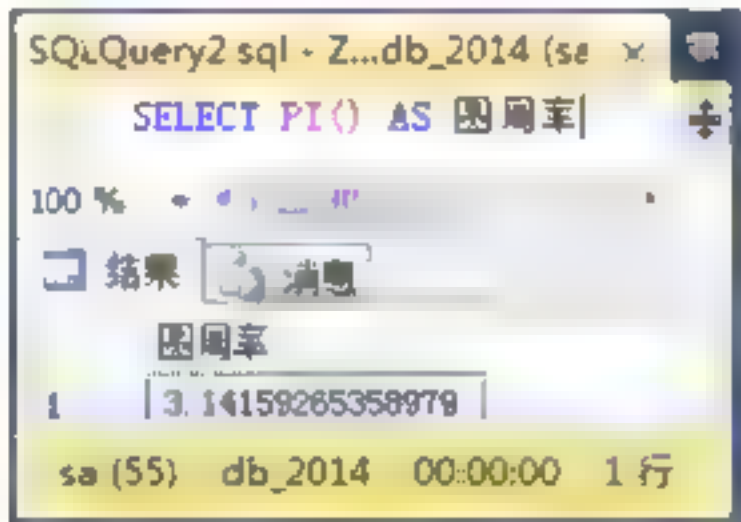 SQLQuery2.sql - Z...db_2014 (sa
SELECT PI() AS 圆周率
100 %
结果 消息
圆周率
1 3.14159265358979
sa (55) db_2014 00:00:00 1 行